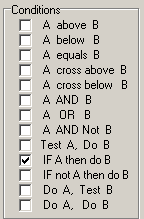 Conditions
A above B
A below B
A equals B
A cross above B
A cross below B
A AND B
A OR B
A AND Not B
Test A, Do B
IF A then do B
IF not A then do B
Do A, Test B
Do A, Do B